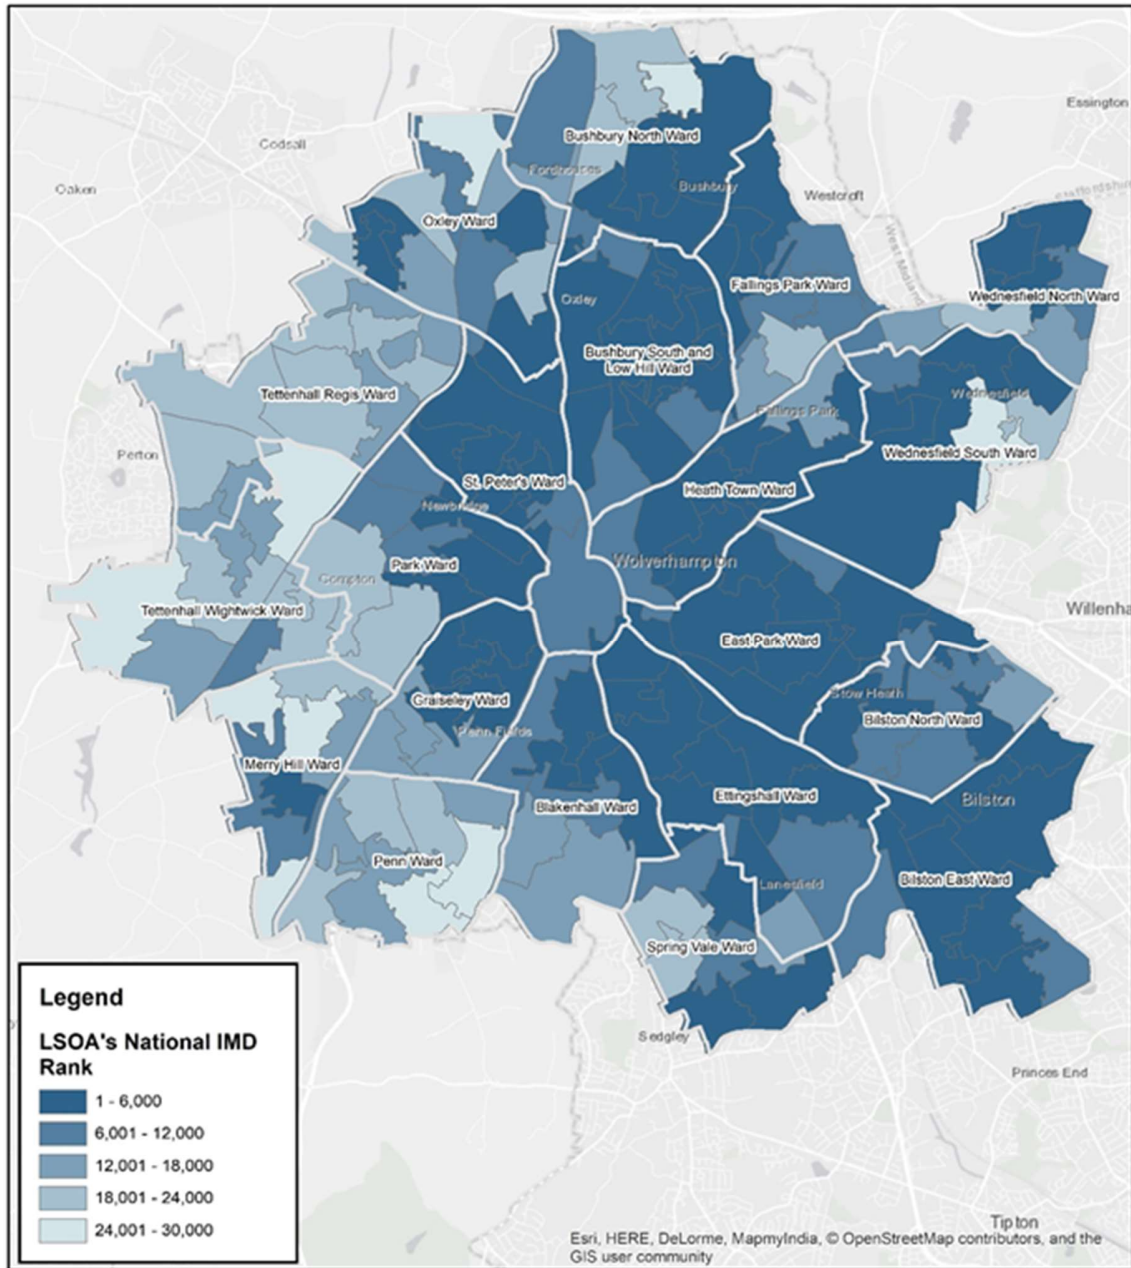 Essington
Codsall
Bushbury North Ward
Fordhouses
Bushbury
Oaken
Westcroft
Oxley Ward
West Midland
Fallings Park Ward
Wednesfield North Ward
Oxley
Bushbury South and
Low Hill Ward
Tettenhall Regis Ward
Wednesfield
Fallings Park
Perton
Wednesfield South Ward
St. Peter's Ward
Heath Town Ward
Newbridge
Wolverhampton
Park Ward
Compton
Tettenhall Wightwick Ward
Willenha
East Park Ward
Graiseley Ward
Stow Heath
Bilston North Ward
Penn Fields
Merry Hill Ward
Ettingshall Ward
Bilston
Blakenhall Ward
Penn Ward
Lanesfield
Bilston East Ward
Spring Vale Ward
Sedgley
Princes End
Tipton
Legend
LSOA's National IMD
Rank
1 - 6,000
6,001 - 12,000
12,001 - 18,000
18,001 - 24,000
24,001 - 30,000
Esri, HERE, DeLorme, MapmyIndia, © OpenStreetMap contributors, and the
GIS user community